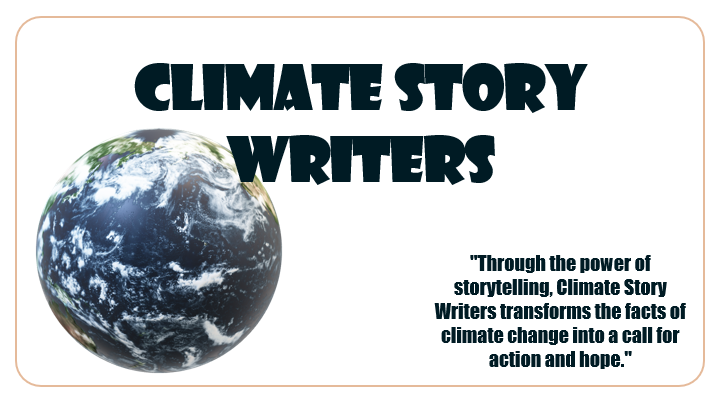 CLIMATE STORY
WRITERS
"Through the power of
storytelling, Climate Story
Writers transforms the facts of
climate change into a call for
action and hope."